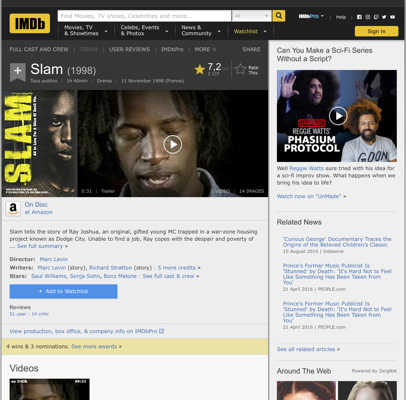 IMDb
Find Movies, TV shows, Celebrities and more...
All
Movies, TV & Showtimes
Celebs, Events & Photos
News & Community
Watchlist
IMDbPro
Help
Sign in
FULL CAST AND CREW
TRIVIA
USER REVIEWS
IMDbPro
MORE
SHARE
+
Slam (1998)
7,2
Rate This
Tous publics | 1h 40min | Drama | 11 November 1998 (France)
SLAM
0:31 | Trailer
1 VIDEO | 14 IMAGES
a
On Disc
at Amazon
Slam tells the story of Ray Joshua, an original, gifted young MC trapped in a war-zone housing
project known as Dodge City. Unable to find a job, Ray copes with the despair and poverty of
... See full summary »
Director: Marc Levin
Writers: Marc Levin (story), Richard Stratton (story) | 5 more credits »
Stars: Saul Williams, Sonja Sohn, Bonz Malone | See full cast & crew »
+ Add to Watchlist
Reviews
51 user | 14 critic
View production, box office, & company info on IMDbPro
4 wins & 3 nominations. See more awards »
Videos
Can You Make a Sci-Fi Series
Without a Script?
REGGIE WATTS'
PHASIUM
PROTOCOL
GOZO
Well Reggie Watts sure tried with his idea for
a sci-fi improv show. What happens when we
bring his idea to life?
Watch now on "UnMade" »
Related News
'Curious George' Documentary Traces the
Origins of the Beloved Children's Classic
10 August 2016 | Indiewire
Prince's Former Music Publicist Is
'Stunned' by Death: 'It's Hard Not to Feel
Like Something Has Been Taken from
You'
21 April 2016 | PEOPLE.com
Prince's Former Music Publicist Is
'Stunned' by Death: 'It's Hard Not to Feel
Like Something Has Been Taken from
You'
21 April 2016 | PEOPLE.com
See all related articles »
Around The Web
Powered by ZergNet